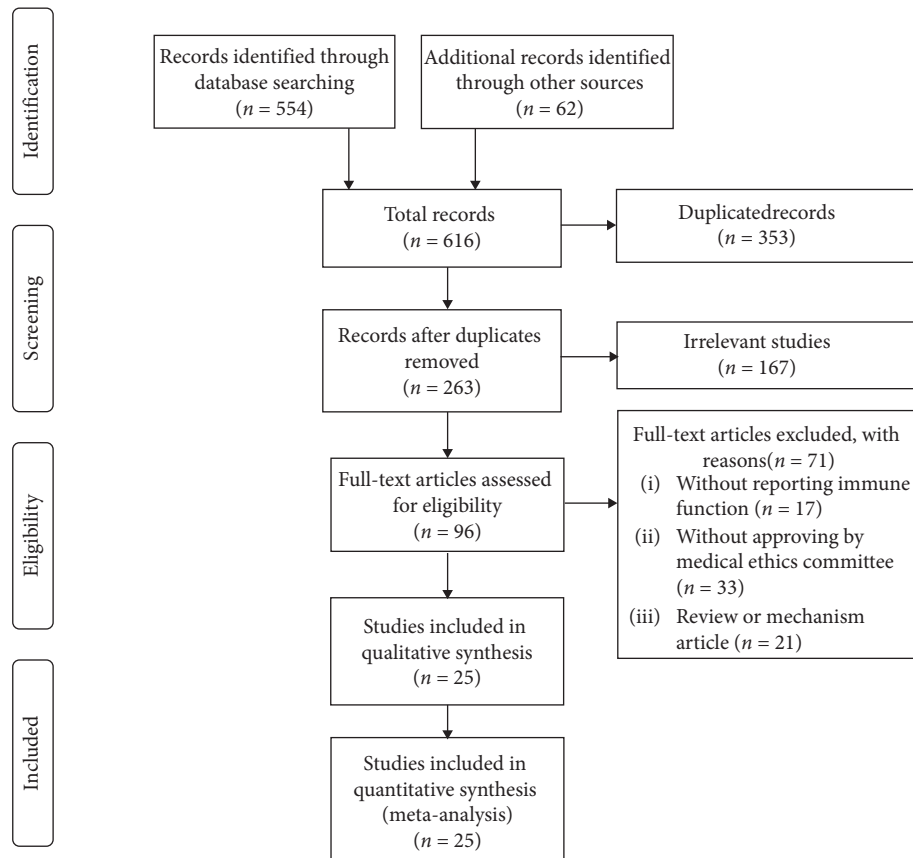 Identification
Records identified through
database searching
(n = 554)
Additional records identified
through other sources
(n = 62)
Total records
(n = 616)
Duplicatedrecords
(n = 353)
Screening
Records after duplicates
removed
(n = 263)
Irrelevant studies
(n = 167)
Eligibility
Full-text articles assessed
for eligibility
(n = 96)
Full-text articles excluded, with
reasons(n = 71)
(i) Without reporting immune
function (n = 17)
(ii) Without approving by
medical ethics committee
(n = 33)
(iii) Review or mechanism
article (n = 21)
Studies included in
qualitative synthesis
(n = 25)
Included
Studies included in
quantitative synthesis
(meta-analysis)
(n = 25)